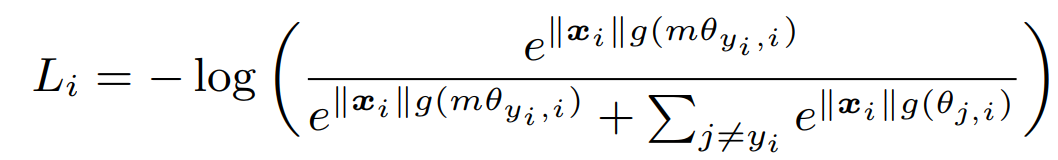 L_i = -\log\left(\frac{e^{\|\boldsymbol{x}_i\|g(m\theta_{y_i,i})}}{e^{\|\boldsymbol{x}_i\|g(m\theta_{y_i,i})}+\sum_{j\neq y_i}e^{\|\boldsymbol{x}_i\|g(\theta_{j,i})}}\right)